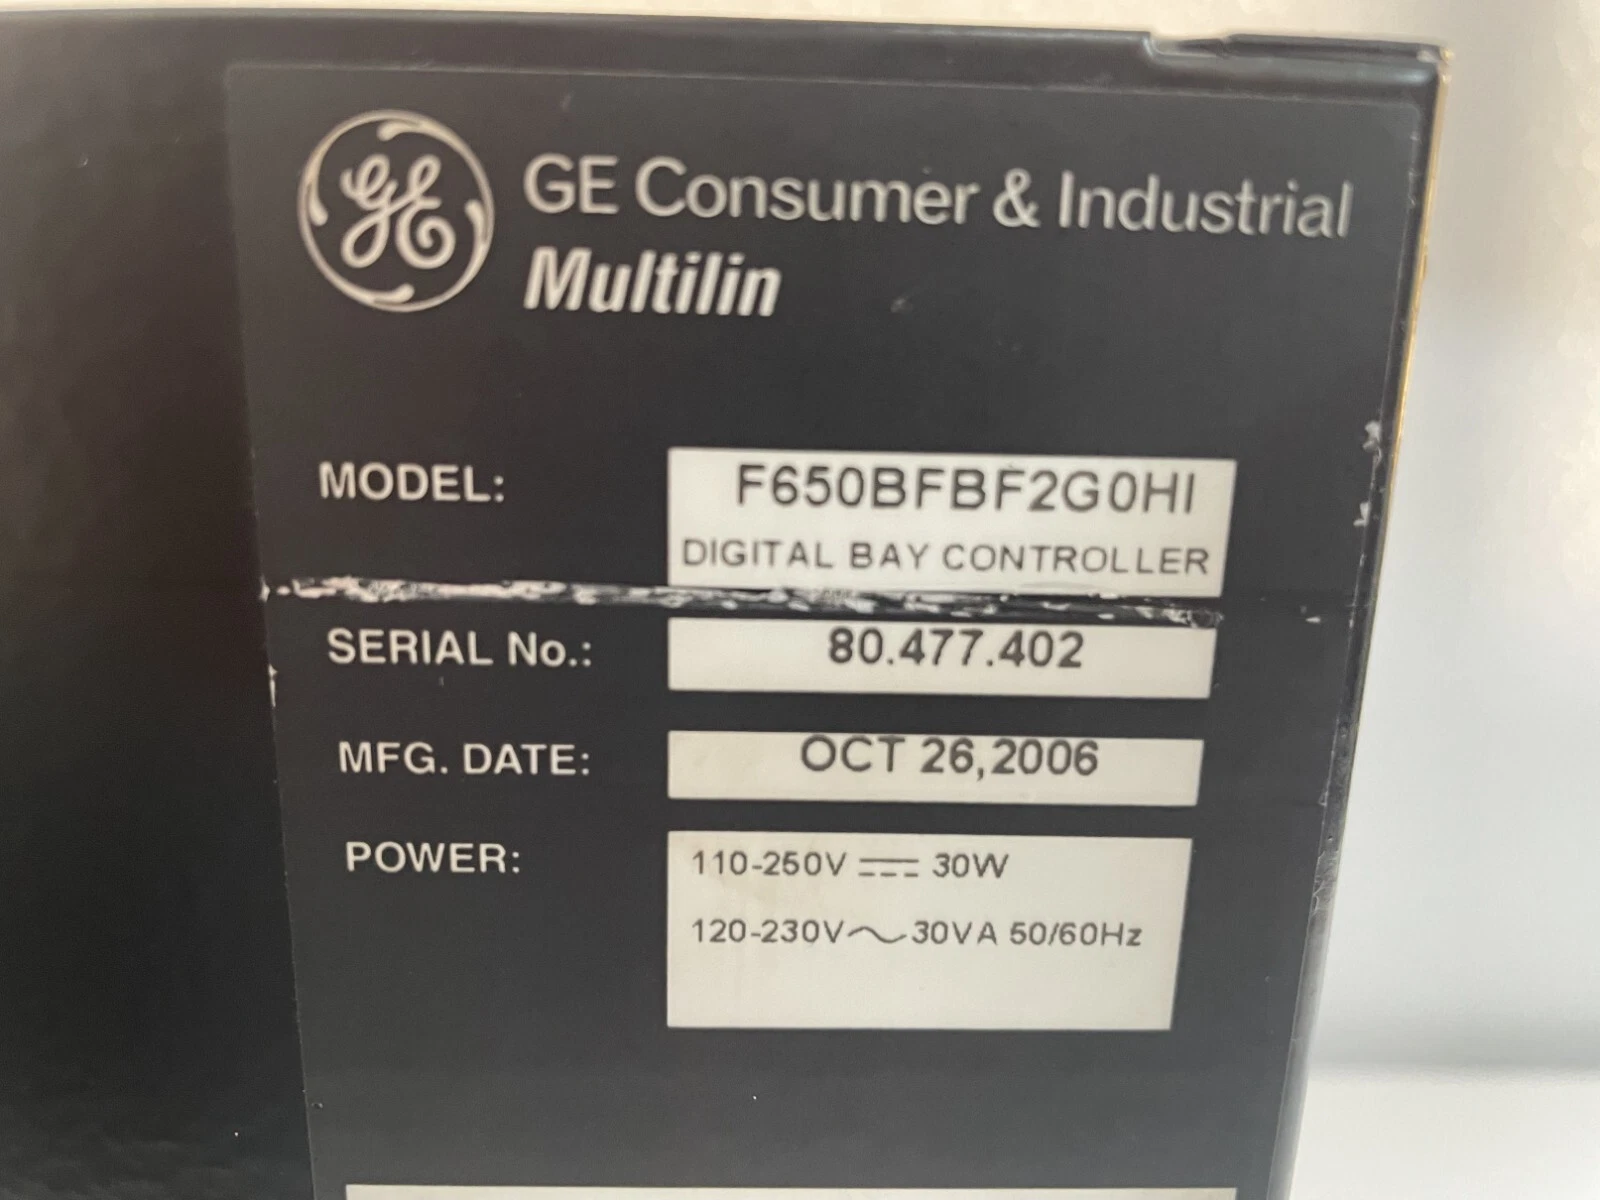 GE
GE Consumer & Industrial
Multilin
MODEL: F650BFBF2G0HI
DIGITAL BAY CONTROLLER
SERIAL No.: 80.477.402
MFG. DATE: OCT 26,2006
POWER: 110-250V ⎓ 30W
120-230V∼30VA 50/60Hz